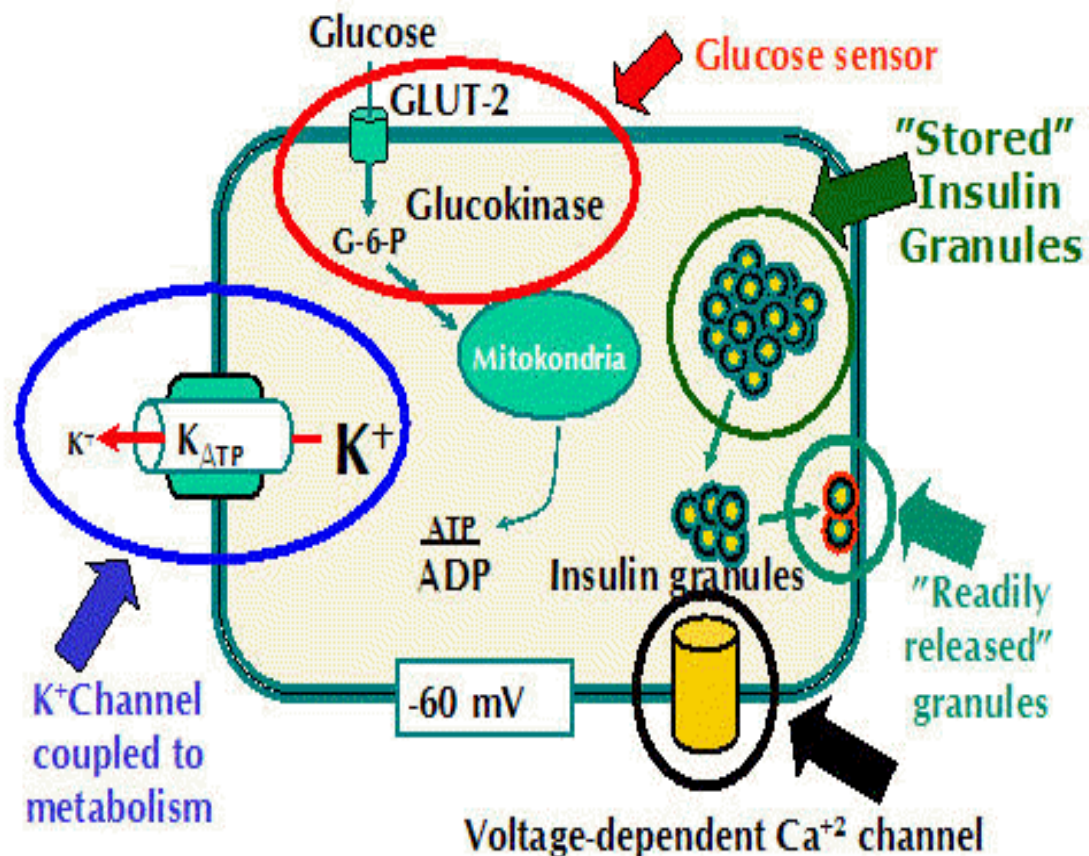 Glucose
GLUT-2
Glucose sensor
"Stored"
Insulin
Granules
Glucokinase
G-6-P
Mitokondria
K⁺
K_ATP
K⁺
ATP
ADP
Insulin granules
"Readily
released"
granules
-60 mV
K⁺Channel
coupled to
metabolism
Voltage-dependent Ca⁺² channel